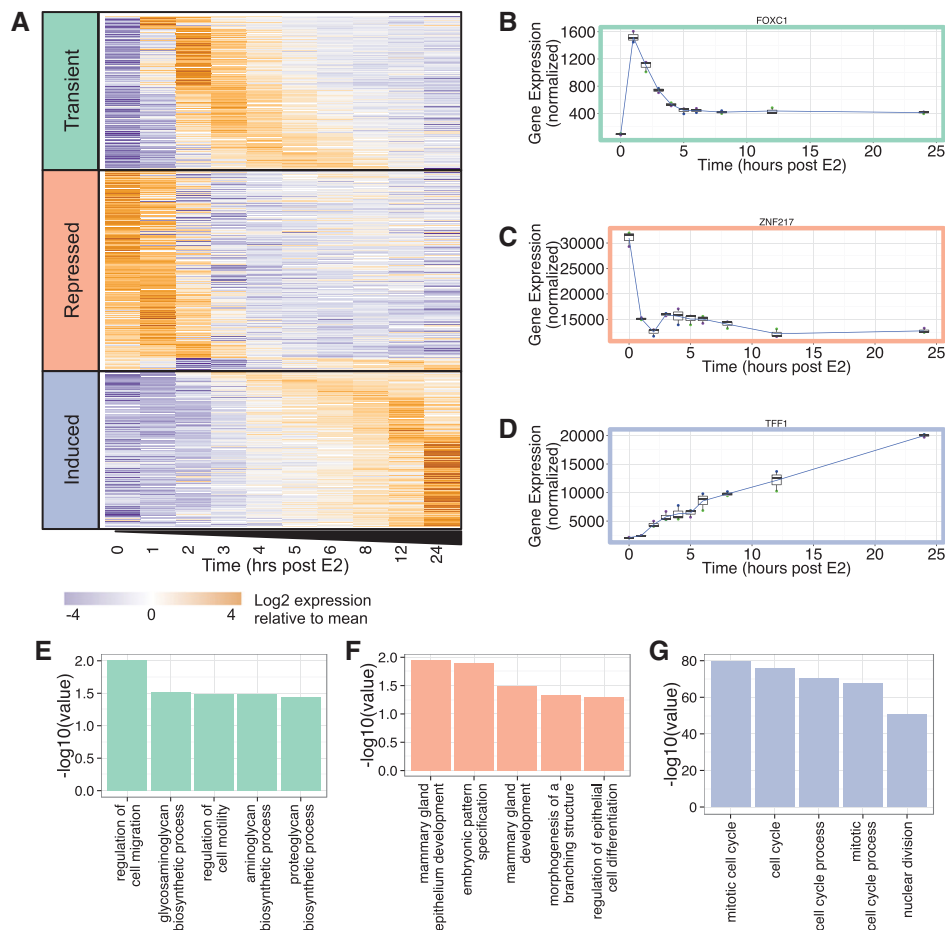 A
Transient
Repressed
Induced
0 1 2 3 4 5 6 8 12 24
Time (hrs post E2)
-4 0 4
Log2 expression
relative to mean
B
FOXC1
Gene Expression
(normalized)
1600
1200
800
400
0 5 10 15 20 25
Time (hours post E2)
C
ZNF217
Gene Expression
(normalized)
30000
25000
20000
15000
0 5 10 15 20 25
Time (hours post E2)
D
TFF1
Gene Expression
(normalized)
20000
15000
10000
5000
0 5 10 15 20 25
Time (hours post E2)
E
-log10(value)
2.0
1.5
1.0
0.5
0.0
regulation of
cell migration
glycosaminoglycan
biosynthetic process
regulation of
cell motility
aminoglycan
biosynthetic process
proteoglycan
biosynthetic process
F
-log10(value)
2.0
1.5
1.0
0.5
0.0
mammary gland
epithelium development
embryonic pattern
specification
mammary gland
development
morphogenesis of a
branching structure
regulation of epithelial
cell differentiation
G
-log10(value)
80
60
40
20
0
mitotic cell cycle
cell cycle
cell cycle process
mitotic
cell cycle process
nuclear division